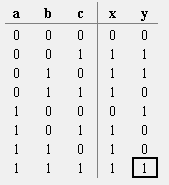 a b c x y
0 0 0 0 0
0 0 1 1 1
0 1 0 1 1
0 1 1 1 0
1 0 0 0 1
1 0 1 1 0
1 1 0 1 0
1 1 1 1 1